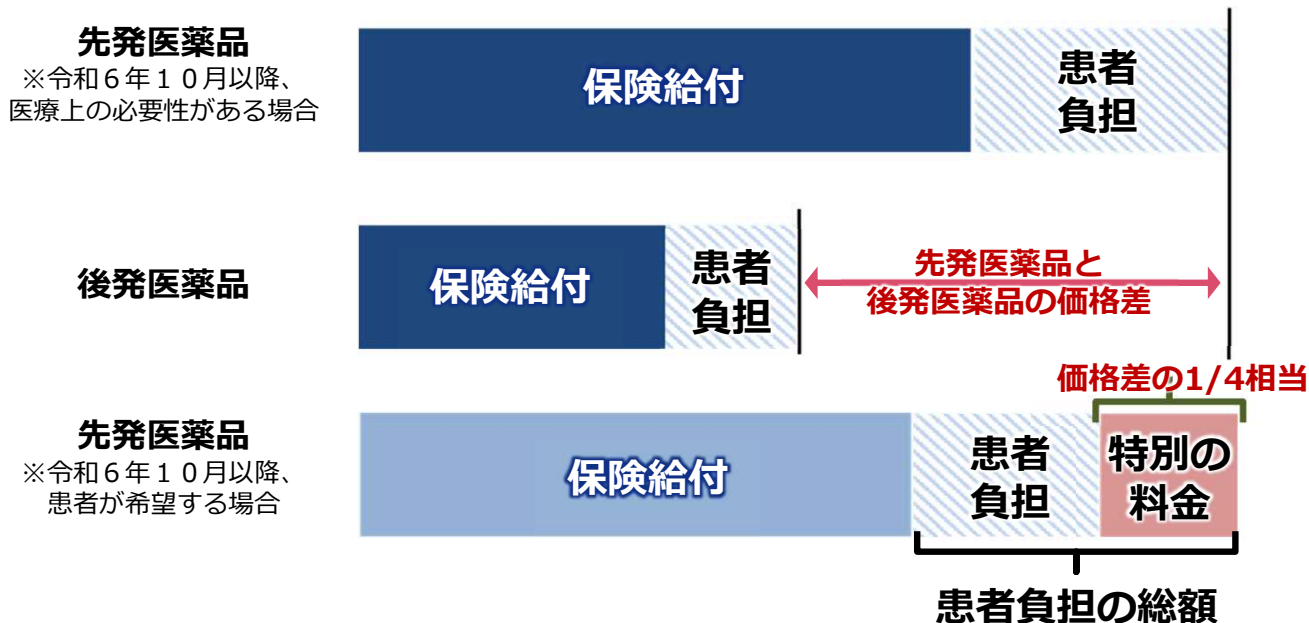 先発医薬品
※令和６年１０月以降、
医療上の必要性がある場合
保険給付
患者
負担
後発医薬品
保険給付
患者
負担
先発医薬品と
後発医薬品の価格差
価格差の1/4相当
先発医薬品
※令和６年１０月以降、
患者が希望する場合
保険給付
患者
負担
特別の
料金
患者負担の総額